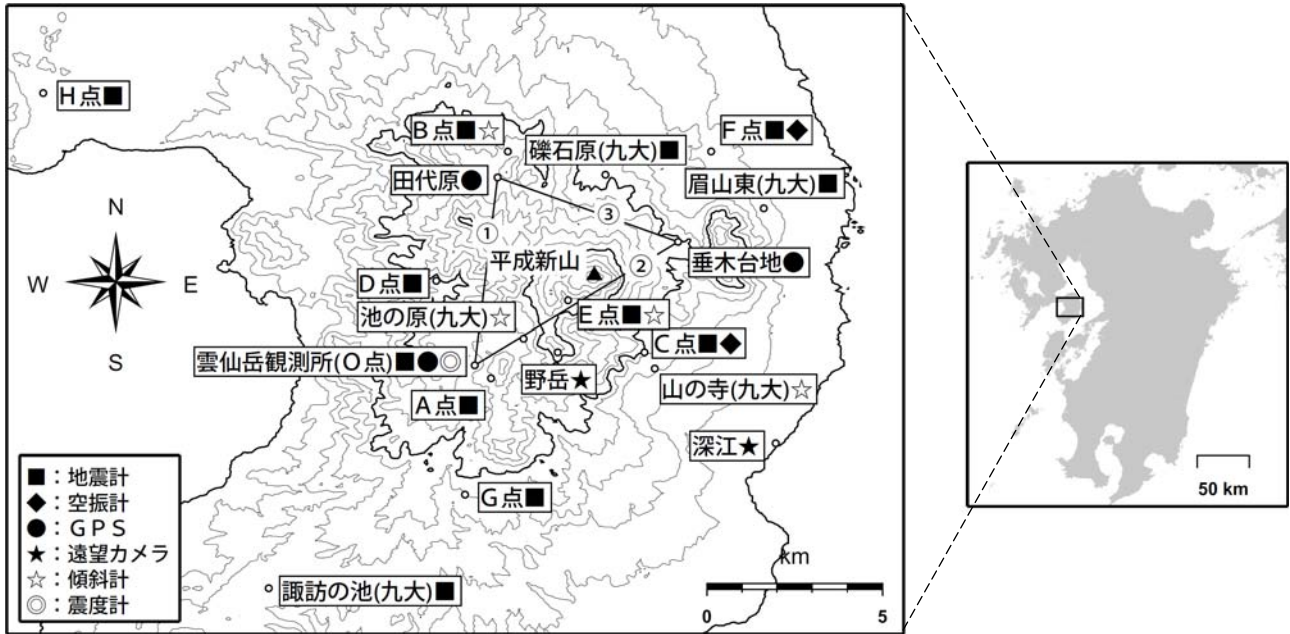 H点■
B点■☆
F点■◆
礫石原(九大)■
田代原●
眉山東(九大)■
N
W
E
S
①
③
②
平成新山
垂木台地●
D点■
池の原(九大)☆
E点■☆
C点■◆
雲仙岳観測所(O点)■●◎
野岳★
山の寺(九大)☆
A点■
深江★
G点■
諏訪の池(九大)■
■:地震計
◆:空振計
●:GPS
★:遠望カメラ
☆:傾斜計
◎:震度計
km
0
5
50 km